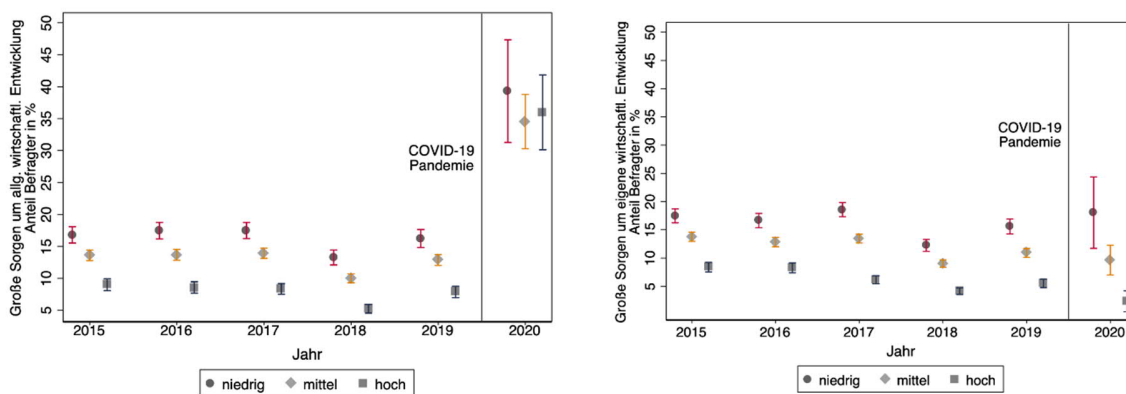 Große Sorgen um allg. wirtschaftl. Entwicklung
Anteil Befragter in %
50
45
40
35
30
25
20
15
10
5
COVID-19
Pandemie
2015 2016 2017 2018 2019 2020
Jahr
niedrig mittel hoch
Große Sorgen um eigene wirtschaftl. Entwicklung
Anteil Befragter in %
50
45
40
35
30
25
20
15
10
5
COVID-19
Pandemie
2015 2016 2017 2018 2019 2020
Jahr
niedrig mittel hoch